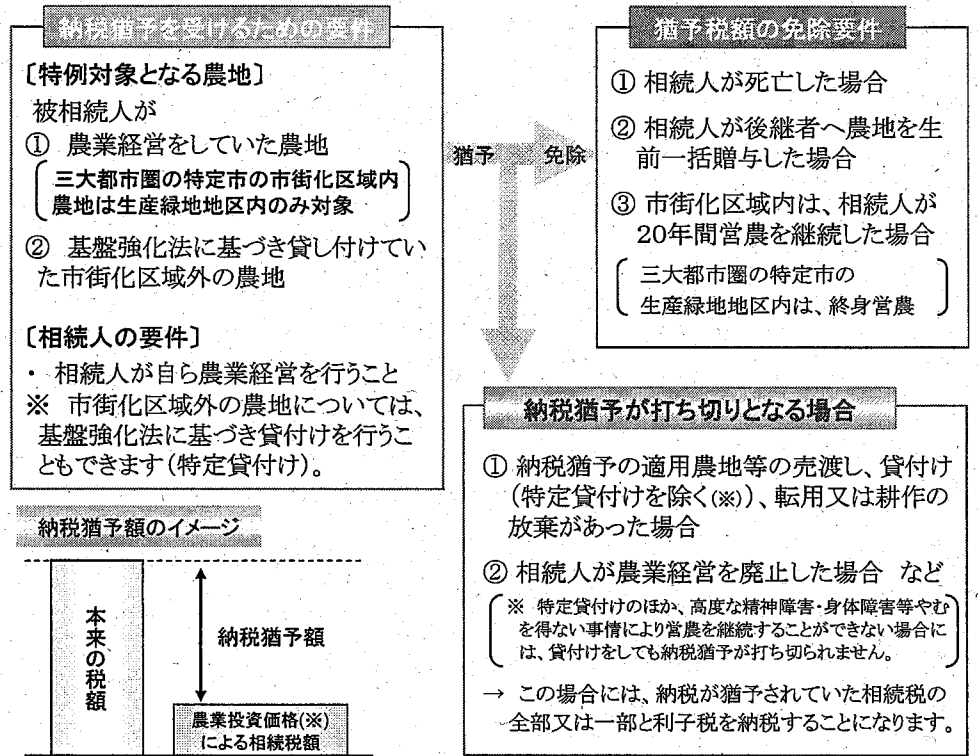 納税猶予を受けるための要件
〔特例対象となる農地〕
被相続人が
① 農業経営をしていた農地
三大都市圏の特定市の市街化区域内
農地は生産緑地地区内のみ対象
② 基盤強化法に基づき貸し付けてい
た市街化区域外の農地
〔相続人の要件〕
・ 相続人が自ら農業経営を行うこと
※ 市街化区域外の農地については、
基盤強化法に基づき貸付けを行うこ
ともできます(特定貸付け)。
猶予
免除
猶予税額の免除要件
① 相続人が死亡した場合
② 相続人が後継者へ農地を生
前一括贈与した場合
③ 市街化区域内は、相続人が
20年間営農を継続した場合
三大都市圏の特定市の
生産緑地地区内は、終身営農
納税猶予が打ち切りとなる場合
① 納税猶予の適用農地等の売渡し、貸付け
(特定貸付けを除く(※))、転用又は耕作の
放棄があった場合
② 相続人が農業経営を廃止した場合 など
※ 特定貸付けのほか、高度な精神障害・身体障害等やむ
を得ない事情により営農を継続することができない場合に
は、貸付けをしても納税猶予が打ち切られません。
→ この場合には、納税が猶予されていた相続税の
全部又は一部と利子税を納税することになります。
納税猶予額のイメージ
本来の税額
納税猶予額
農業投資価格(※)
による相続税額